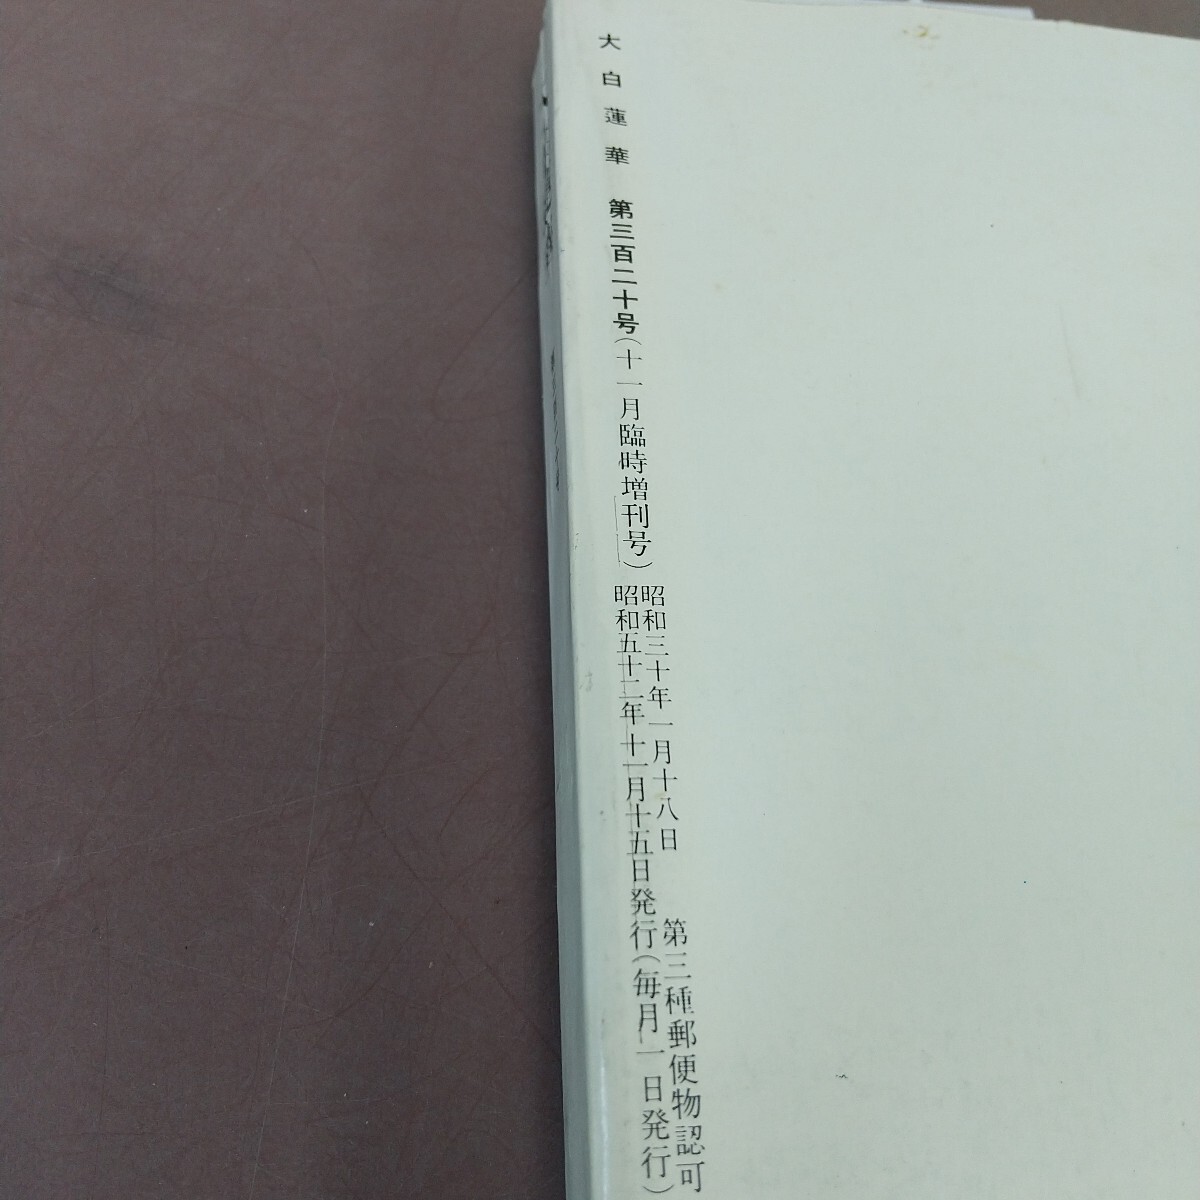 大白蓮華 第三百二十号(十一月臨時増刊号)
昭和三十年一月十八日 第三種郵便物認可
昭和五十二年十一月十五日発行(毎月一日発行)